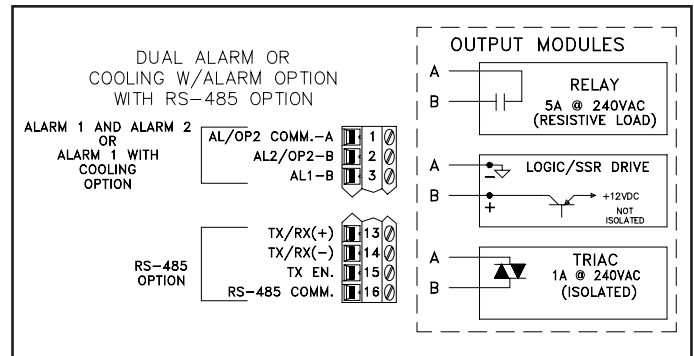 DUAL ALARM OR
COOLING W/ALARM OPTION
WITH RS-485 OPTION
ALARM 1 AND ALARM 2
OR
ALARM 1 WITH
COOLING
OPTION
AL/OP2 COMM.-A 1
AL2/OP2-B 2
AL1-B 3
RS-485
OPTION
TX/RX(+) 13
TX/RX(-) 14
TX EN. 15
RS-485 COMM. 16
OUTPUT MODULES
A
B
RELAY
5A @ 240VAC
(RESISTIVE LOAD)
A
B
LOGIC/SSR DRIVE
-
+
+12VDC
NOT
ISOLATED
A
B
TRIAC
1A @ 240VAC
(ISOLATED)